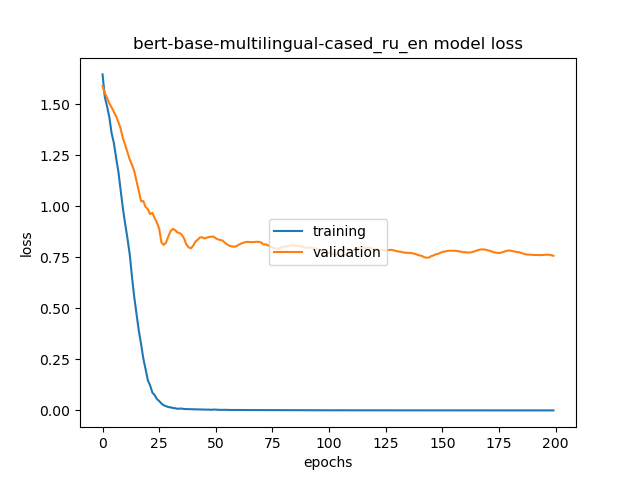 bert-base-multilingual-cased_ru_en model loss
loss
1.50
1.25
1.00
0.75
0.50
0.25
0.00
training
validation
0 25 50 75 100 125 150 175 200
epochs